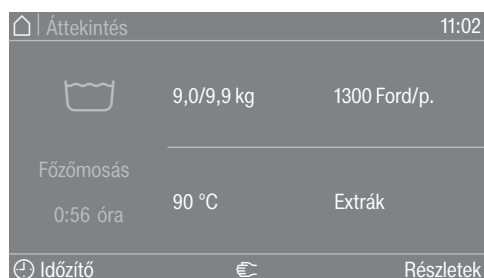 Áttekintés 11:02
9,0/9,9 kg 1300 Ford/p.
Főzőmosás
0:56 óra
90 °C Extrák
Időzítő Részletek